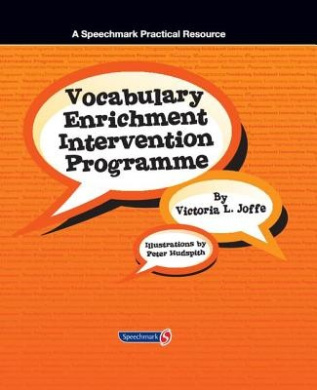 A Speechmark Practical Resource
Vocabulary
Enrichment
Intervention
Programme
By
Victoria L. Joffe
Illustrations by
Peter Hudspith
Speechmark S